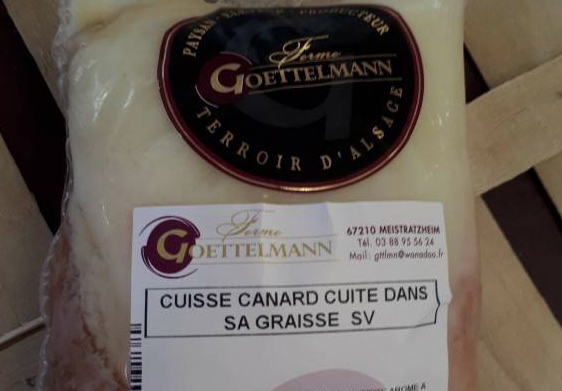 PAYSAN PRODUCTEUR
Ferme
GOETTELMANN
TERROIR D'ALSACE
Ferme
GOETTELMANN
67210 MEISTRATZHEIM
Tél. 03 88 95 56 24
Mail: gttlmn@wanadoo.fr
CUISSE CANARD CUITE DANS
SA GRAISSE SV
AROME A